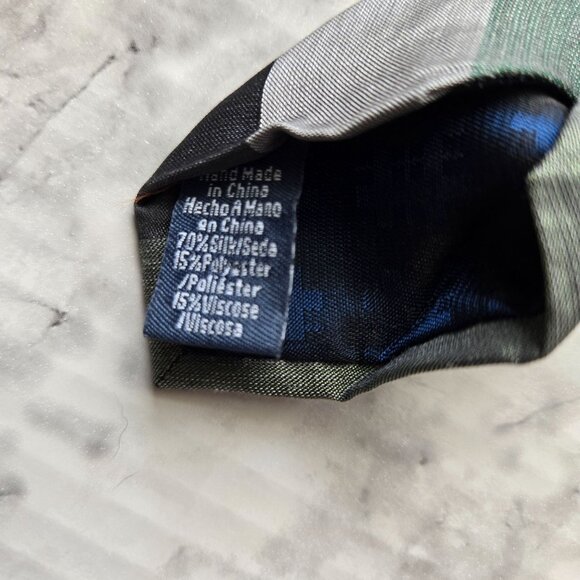 Hand Made
in China
Hecho A Mano
en China
70%Silk/Seda
15%Polyester
/Poliéster
15%Viscose
/Viscosa